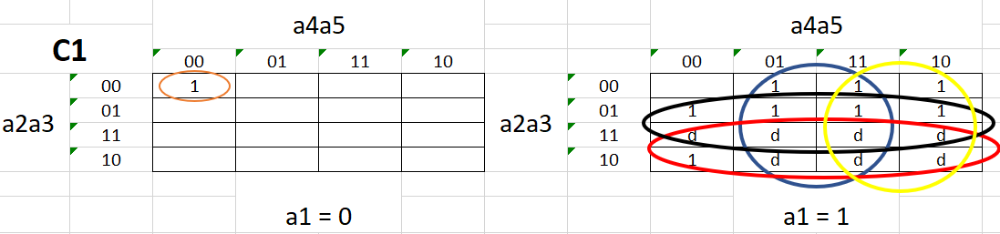 a4a5 a4a5
C1
00 01 11 10 00 01 11 10
00 1 00 1 1 1
a2a3 01 a2a3 01 1 1 1 1
11 11 d d d d
10 10 1 d d d
a1 = 0 a1 = 1